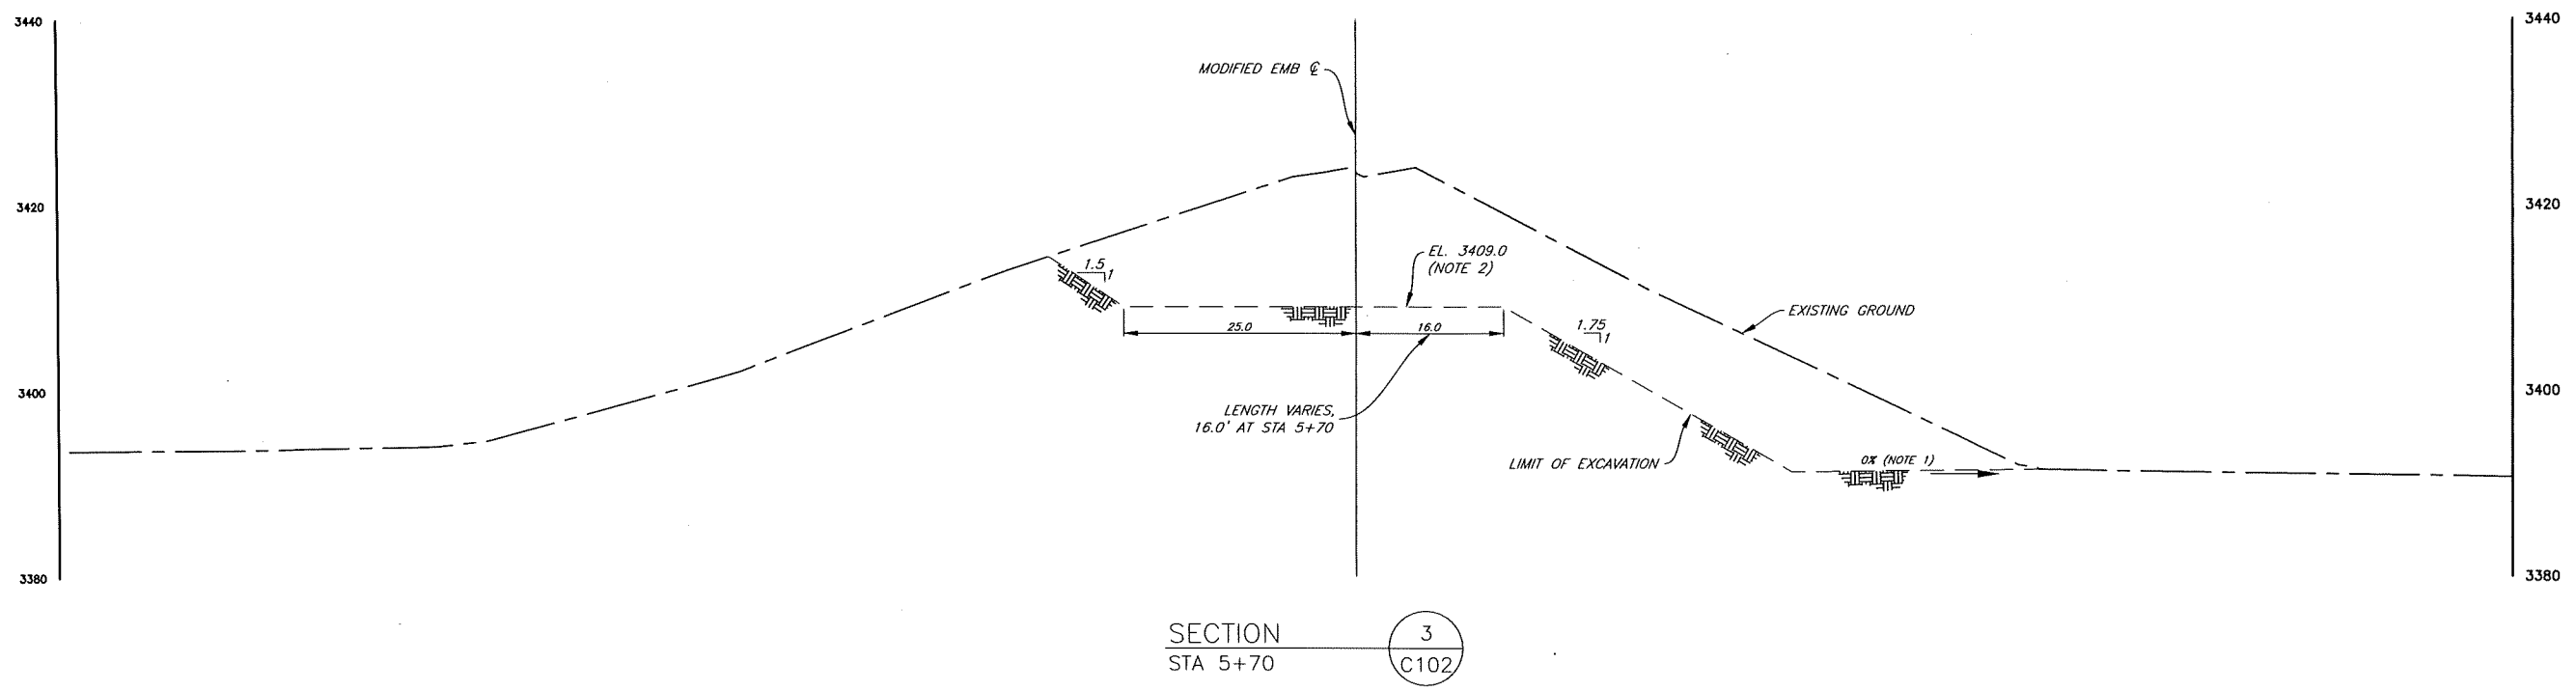 3440
3440
MODIFIED EMB ℄
3420
3420
EL. 3409.0
(NOTE 2)
1.5
1
EXISTING GROUND
25.0
16.0
1.75
1
3400
3400
LENGTH VARIES,
16.0' AT STA 5+70
LIMIT OF EXCAVATION
0% (NOTE 1)
3380
3380
SECTION
STA 5+70
3
C102